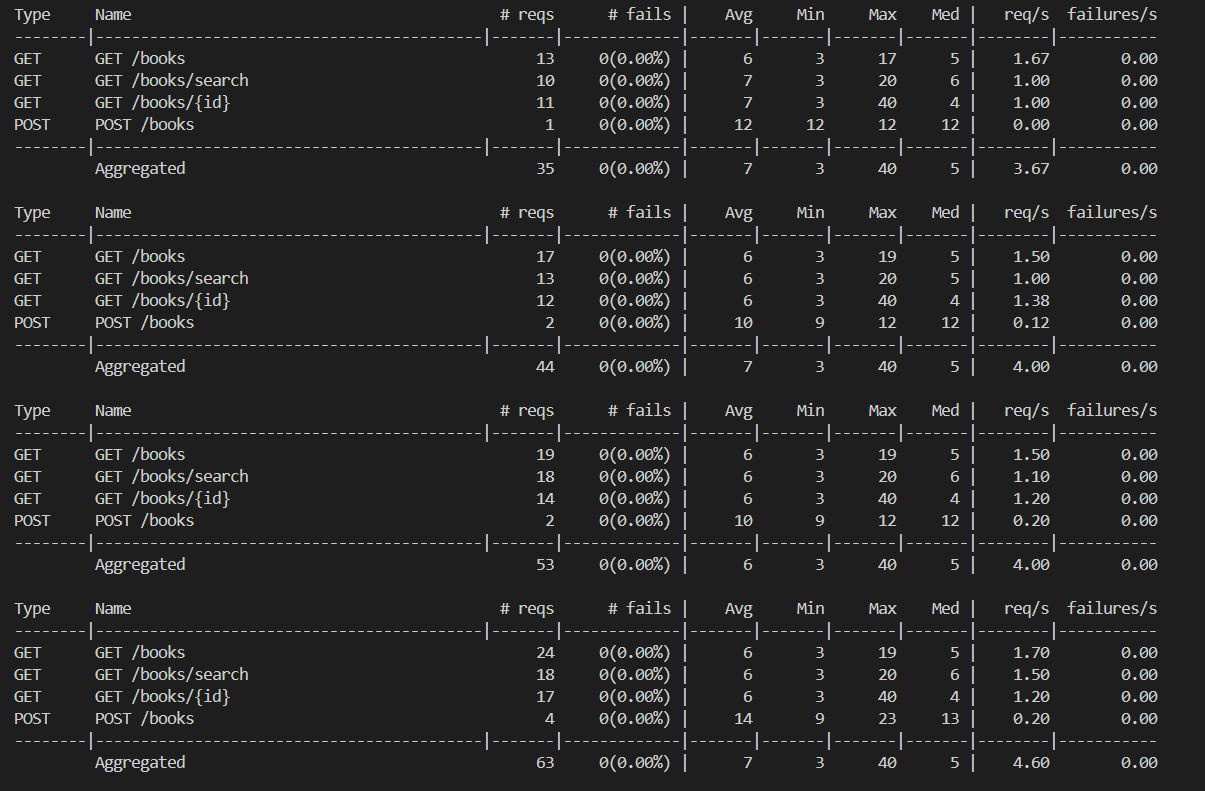 Type     Name                                          # reqs      # fails |    Avg     Min     Max    Med |   req/s  failures/s
--------|-------------------------------------------|-------|-------------|-------|-------|-------|-------|--------|-----------
GET      GET /books                                        13     0(0.00%) |      6       3      17      5 |    1.67        0.00
GET      GET /books/search                                 10     0(0.00%) |      7       3      20      6 |    1.00        0.00
GET      GET /books/{id}                                   11     0(0.00%) |      7       3      40      4 |    1.00        0.00
POST     POST /books                                        1     0(0.00%) |     12      12      12     12 |    0.00        0.00
--------|-------------------------------------------|-------|-------------|-------|-------|-------|-------|--------|-----------
         Aggregated                                        35     0(0.00%) |      7       3      40      5 |    3.67        0.00

Type     Name                                          # reqs      # fails |    Avg     Min     Max    Med |   req/s  failures/s
--------|-------------------------------------------|-------|-------------|-------|-------|-------|-------|--------|-----------
GET      GET /books                                        17     0(0.00%) |      6       3      19      5 |    1.50        0.00
GET      GET /books/search                                 13     0(0.00%) |      6       3      20      5 |    1.00        0.00
GET      GET /books/{id}                                   12     0(0.00%) |      6       3      40      4 |    1.38        0.00
POST     POST /books                                        2     0(0.00%) |     10       9      12     12 |    0.12        0.00
--------|-------------------------------------------|-------|-------------|-------|-------|-------|-------|--------|-----------
         Aggregated                                        44     0(0.00%) |      7       3      40      5 |    4.00        0.00

Type     Name                                          # reqs      # fails |    Avg     Min     Max    Med |   req/s  failures/s
--------|-------------------------------------------|-------|-------------|-------|-------|-------|-------|--------|-----------
GET      GET /books                                        19     0(0.00%) |      6       3      19      5 |    1.50        0.00
GET      GET /books/search                                 18     0(0.00%) |      6       3      20      6 |    1.10        0.00
GET      GET /books/{id}                                   14     0(0.00%) |      6       3      40      4 |    1.20        0.00
POST     POST /books                                        2     0(0.00%) |     10       9      12     12 |    0.20        0.00
--------|-------------------------------------------|-------|-------------|-------|-------|-------|-------|--------|-----------
         Aggregated                                        53     0(0.00%) |      6       3      40      5 |    4.00        0.00

Type     Name                                          # reqs      # fails |    Avg     Min     Max    Med |   req/s  failures/s
--------|-------------------------------------------|-------|-------------|-------|-------|-------|-------|--------|-----------
GET      GET /books                                        24     0(0.00%) |      6       3      19      5 |    1.70        0.00
GET      GET /books/search                                 18     0(0.00%) |      6       3      20      6 |    1.50        0.00
GET      GET /books/{id}                                   17     0(0.00%) |      6       3      40      4 |    1.20        0.00
POST     POST /books                                        4     0(0.00%) |     14       9      23     13 |    0.20        0.00
--------|-------------------------------------------|-------|-------------|-------|-------|-------|-------|--------|-----------
         Aggregated                                        63     0(0.00%) |      7       3      40      5 |    4.60        0.00